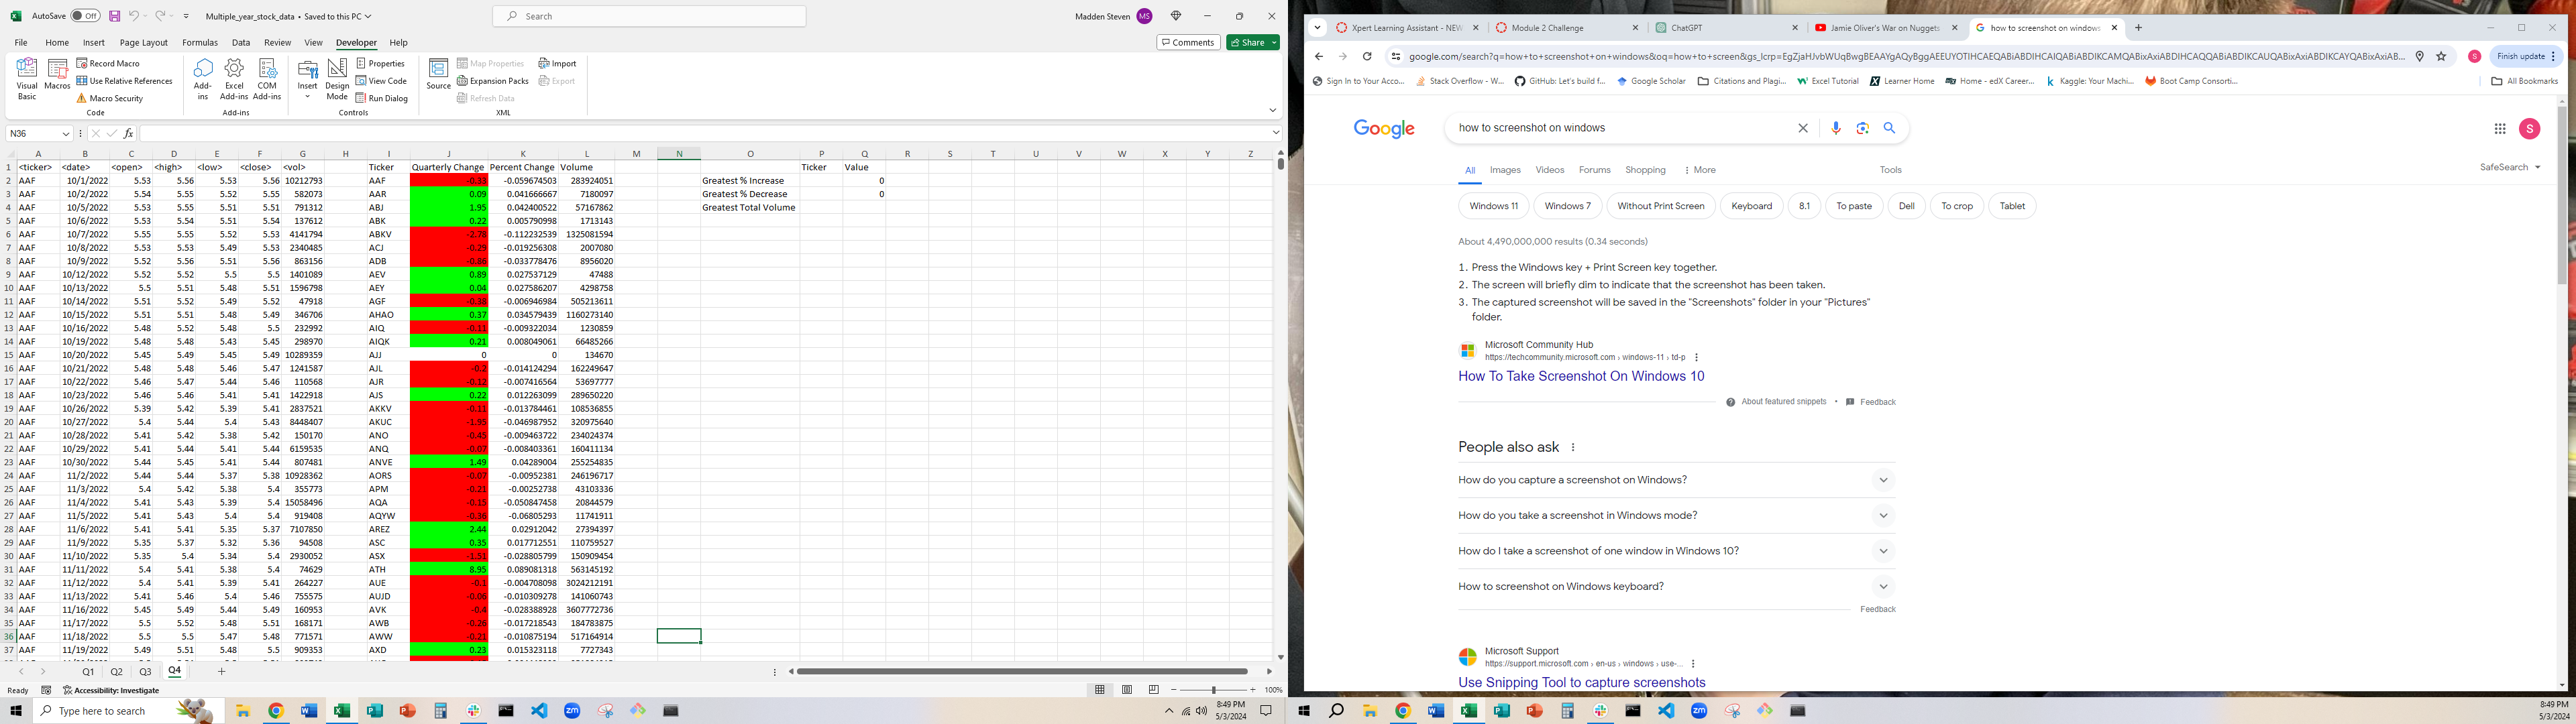 AutoSave Off Multiple_year_stock_data • Saved to this PC Search Madden Steven MS
File Home Insert Page Layout Formulas Data Review View Developer Help Comments Share
Visual Basic Macros Record Macro Use Relative References Macro Security Code
Add-ins Excel Add-ins COM Add-ins Add-ins
Insert Design Mode Properties View Code Run Dialog Controls
Source Map Properties Expansion Packs Refresh Data Import Export XML
N36 fx
A B C D E F G H I J K L M N O P Q R S T U V W X Y Z
1 <ticker> <date> <open> <high> <low> <close> <vol> Ticker Quarterly Change Percent Change Volume Ticker Value
2 AAF 10/1/2022 5.53 5.56 5.53 5.56 10212793 AAF -0.33 -0.059674503 283924051 Greatest % Increase 0
3 AAF 10/2/2022 5.54 5.55 5.52 5.55 582073 AAR 0.09 0.041666667 7180097 Greatest % Decrease 0
4 AAF 10/5/2022 5.53 5.55 5.51 5.51 791312 ABJ 1.95 0.042400522 57167862 Greatest Total Volume
5 AAF 10/6/2022 5.53 5.54 5.51 5.54 137612 ABK 0.22 0.005790998 1713143
6 AAF 10/7/2022 5.55 5.55 5.52 5.53 4141794 ABKV -2.78 -0.112232539 1325081594
7 AAF 10/8/2022 5.53 5.53 5.49 5.53 2340485 ACJ -0.29 -0.019256308 2007080
8 AAF 10/9/2022 5.52 5.56 5.51 5.56 863156 ADB -0.86 -0.033778476 8956020
9 AAF 10/12/2022 5.52 5.52 5.5 5.5 1401089 AEV 0.89 0.027537129 47488
10 AAF 10/13/2022 5.5 5.51 5.48 5.51 1596798 AEY 0.04 0.027586207 4298758
11 AAF 10/14/2022 5.51 5.52 5.49 5.52 47918 AGF -0.38 -0.006946984 505213611
12 AAF 10/15/2022 5.51 5.51 5.48 5.49 346706 AHAO 0.37 0.034579439 1160273140
13 AAF 10/16/2022 5.48 5.52 5.48 5.5 232992 AIQ -0.11 -0.009322034 1230859
14 AAF 10/19/2022 5.48 5.48 5.43 5.45 298970 AIQK 0.21 0.008049061 66485266
15 AAF 10/20/2022 5.45 5.49 5.45 5.49 10289359 AJJ 0 0 134670
16 AAF 10/21/2022 5.48 5.48 5.46 5.47 1241587 AJL -0.2 -0.014124294 162249647
17 AAF 10/22/2022 5.46 5.47 5.44 5.46 110568 AJR -0.12 -0.007416564 53697777
18 AAF 10/23/2022 5.46 5.46 5.41 5.41 1422918 AJS 0.22 0.012263099 289650220
19 AAF 10/26/2022 5.39 5.42 5.39 5.41 2837521 AKKV -0.11 -0.013784461 108536855
20 AAF 10/27/2022 5.4 5.44 5.4 5.43 8448407 AKUC -1.95 -0.046987952 320975640
21 AAF 10/28/2022 5.41 5.42 5.38 5.42 150170 ANO -0.45 -0.009463722 234024374
22 AAF 10/29/2022 5.41 5.44 5.41 5.44 6159535 ANQ -0.07 -0.008403361 160411134
23 AAF 10/30/2022 5.44 5.45 5.41 5.44 807481 ANVE 1.49 0.04289004 255254835
24 AAF 11/2/2022 5.44 5.44 5.37 5.38 10928362 AORS -0.07 -0.00952381 246196717
25 AAF 11/3/2022 5.4 5.42 5.38 5.4 355773 APM -0.21 -0.00252738 43103336
26 AAF 11/4/2022 5.41 5.43 5.39 5.4 15058496 AQA -0.15 -0.050847458 20844579
27 AAF 11/5/2022 5.41 5.43 5.4 5.4 919408 AQYW -0.36 -0.06805293 11741911
28 AAF 11/6/2022 5.41 5.41 5.35 5.37 7107850 AREZ 2.44 0.02912042 27394397
29 AAF 11/9/2022 5.35 5.37 5.32 5.36 94508 ASC 0.35 0.017712551 110759527
30 AAF 11/10/2022 5.35 5.4 5.34 5.4 2930052 ASX -1.51 -0.028805799 150909454
31 AAF 11/11/2022 5.4 5.41 5.38 5.4 74629 ATH 8.95 0.089081318 563145192
32 AAF 11/12/2022 5.4 5.41 5.39 5.41 264227 AUE -0.1 -0.004708098 3024212191
33 AAF 11/13/2022 5.41 5.46 5.4 5.46 755575 AUJD -0.06 -0.010309278 141060743
34 AAF 11/16/2022 5.45 5.49 5.44 5.49 160953 AVK -0.4 -0.028388928 3607772736
35 AAF 11/17/2022 5.5 5.52 5.48 5.51 168171 AWB -0.26 -0.017218543 184783875
36 AAF 11/18/2022 5.5 5.5 5.47 5.48 771571 AWW -0.21 -0.010875194 517164914
37 AAF 11/19/2022 5.49 5.51 5.48 5.5 909353 AXD 0.23 0.015323118 7727343
Q1 Q2 Q3 Q4
Ready Accessibility: Investigate 100%
Type here to search 8:49 PM
5/3/2024
Xpert Learning Assistant - NEW Module 2 Challenge ChatGPT Jamie Oliver's War on Nuggets how to screenshot on windows
google.com/search?q=how+to+screenshot+on+windows&oq=how+to+screen&gs_lcrp= Finish update
Sign In to Your Acco... Stack Overflow - W... GitHub: Let's build f... Google Scholar Citations and Plagi... Excel Tutorial Learner Home Home - edX Career... Kaggle: Your Machi... Boot Camp Consorti... All Bookmarks
Google how to screenshot on windows S
All Images Videos Forums Shopping More Tools SafeSearch
Windows 11 Windows 7 Without Print Screen Keyboard 8.1 To paste Dell To crop Tablet
About 4,490,000,000 results (0.34 seconds)
1. Press the Windows key + Print Screen key together.
2. The screen will briefly dim to indicate that the screenshot has been taken.
3. The captured screenshot will be saved in the "Screenshots" folder in your "Pictures"
folder.
Microsoft Community Hub
https://techcommunity.microsoft.com › windows-11 › td-p
How To Take Screenshot On Windows 10
About featured snippets • Feedback
People also ask
How do you capture a screenshot on Windows?
How do you take a screenshot in Windows mode?
How do I take a screenshot of one window in Windows 10?
How to screenshot on Windows keyboard?
Feedback
Microsoft Support
https://support.microsoft.com › en-us › windows › use-...
Use Snipping Tool to capture screenshots
8:49 PM
5/3/2024